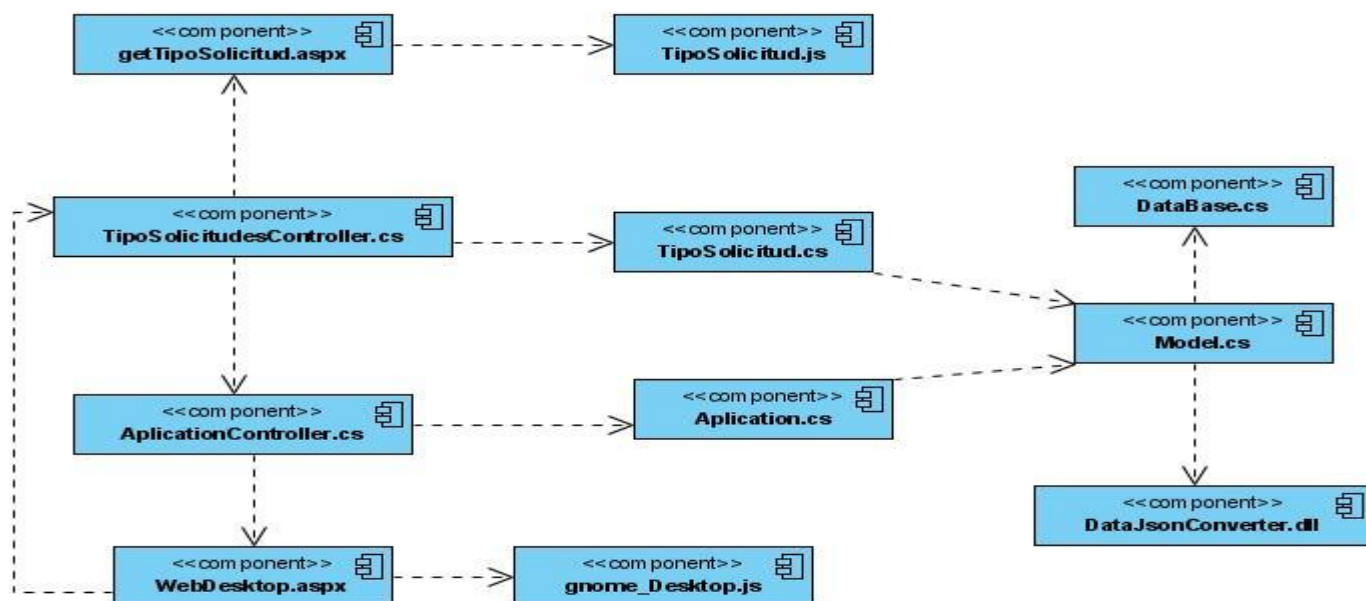 <<component>>
getTipoSolicitud.aspx
<<component>>
TipoSolicitud.js
<<component>>
DataBase.cs
<<component>>
TipoSolicitudesController.cs
<<component>>
TipoSolicitud.cs
<<component>>
Model.cs
<<component>>
AplicationController.cs
<<component>>
Aplication.cs
<<component>>
DataJsonConverter.dll
<<component>>
WebDesktop.aspx
<<component>>
gnome_Desktop.js